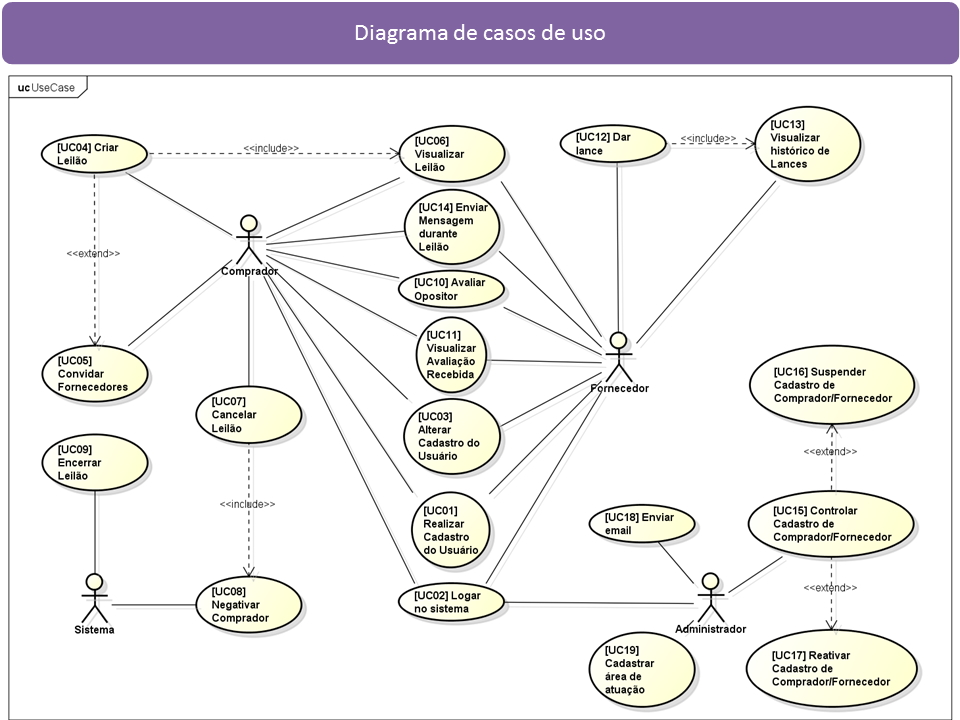 Diagrama de casos de uso
uc UseCase
[UC04] Criar
Leilão
<<include>>
[UC06]
Visualizar
Leilão
[UC12] Dar
lance
<<include>>
[UC13]
Visualizar
histórico de
Lances
[UC14] Enviar
Mensagem
durante
Leilão
<<extend>>
Comprador
[UC10] Avaliar
Opositor
[UC11]
Visualizar
Avaliação
Recebida
Fornecedor
[UC05]
Convidar
Fornecedores
[UC16] Suspender
Cadastro de
Comprador/Fornecedor
[UC07]
Cancelar
Leilão
[UC03]
Alterar
Cadastro do
Usuário
[UC09]
Encerrar
Leilão
<<extend>>
<<include>>
[UC01]
Realizar
Cadastro
do Usuário
[UC18] Enviar
email
[UC15] Controlar
Cadastro de
Comprador/Fornecedor
<<extend>>
Sistema
[UC08]
Negativar
Comprador
[UC02] Logar
no sistema
Administrador
[UC19]
Cadastrar
área de
atuação
[UC17] Reativar
Cadastro de
Comprador/Fornecedor